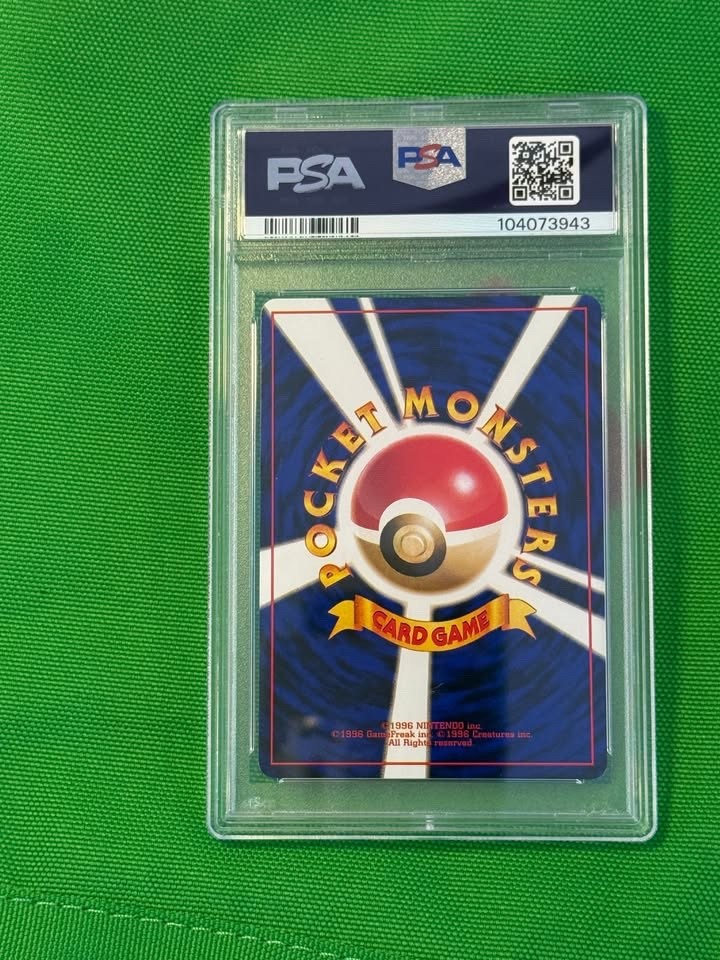 PSA
PSA
104073943
POCKET MONSTERS
CARD GAME
©1996 NINTENDO inc.
©1996 GameFreak inc. ©1996 Creatures inc.
All Rights reserved.